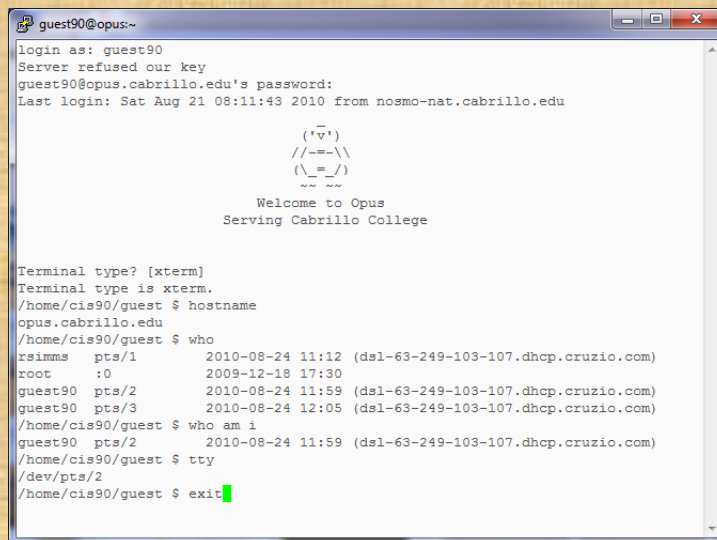 guest90@opus:~
login as: guest90
Server refused our key
guest90@opus.cabrillo.edu's password:
Last login: Sat Aug 21 08:11:43 2010 from nosmo-nat.cabrillo.edu
_
('v')
//-=-\\
(\_=_/)
~~ ~~
Welcome to Opus
Serving Cabrillo College
Terminal type? [xterm]
Terminal type is xterm.
/home/cis90/guest $ hostname
opus.cabrillo.edu
/home/cis90/guest $ who
rsimms   pts/1        2010-08-24 11:12 (dsl-63-249-103-107.dhcp.cruzio.com)
root     :0           2009-12-18 17:30
guest90  pts/2        2010-08-24 11:59 (dsl-63-249-103-107.dhcp.cruzio.com)
guest90  pts/3        2010-08-24 12:05 (dsl-63-249-103-107.dhcp.cruzio.com)
/home/cis90/guest $ who am i
guest90  pts/2        2010-08-24 11:59 (dsl-63-249-103-107.dhcp.cruzio.com)
/home/cis90/guest $ tty
/dev/pts/2
/home/cis90/guest $ exit